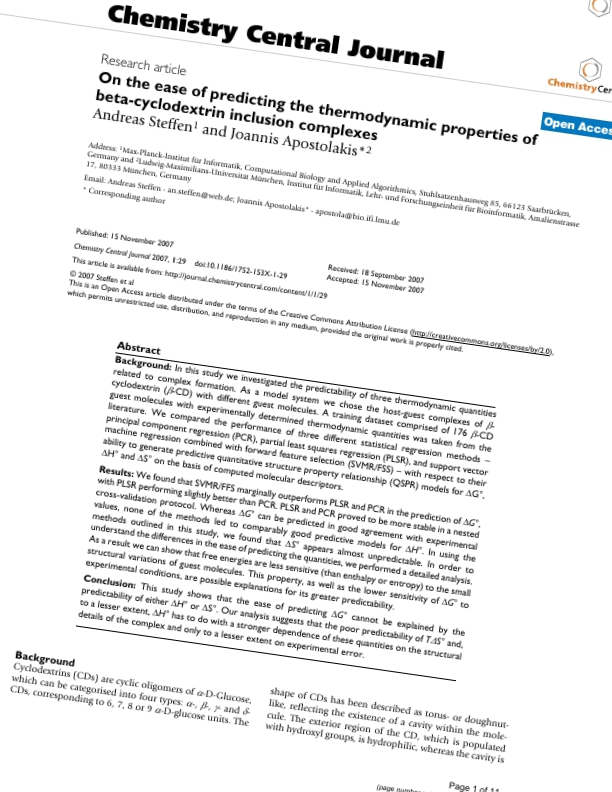 Chemistry Central Journal
ChemistryCen
Research article
Open Acces
On the ease of predicting the thermodynamic properties of
beta-cyclodextrin inclusion complexes
Andreas Steffen1 and Joannis Apostolakis*2
Address: 1Max-Planck-Institut für Informatik, Computational Biology and Applied Algorithmics, Stuhlsatzenhausweg 85, 66123 Saarbrücken,
Germany and 2Ludwig-Maximilians-Universität München, Institut für Informatik, Lehr- und Forschungseinheit für Bioinformatik, Amalienstrasse
17, 80333 München, Germany
Email: Andreas Steffen - an.steffen@web.de; Joannis Apostolakis* - apostola@bio.ifi.lmu.de
* Corresponding author
Published: 15 November 2007
Received: 18 September 2007
Accepted: 15 November 2007
Chemistry Central Journal 2007, 1:29 doi:10.1186/1752-153X-1-29
This article is available from: http://journal.chemistrycentral.com/content/1/1/29
© 2007 Steffen et al
This is an Open Access article distributed under the terms of the Creative Commons Attribution License (http://creativecommons.org/licenses/by/2.0),
which permits unrestricted use, distribution, and reproduction in any medium, provided the original work is properly cited.
Abstract
Background: In this study we investigated the predictability of three thermodynamic quantities
related to complex formation. As a model system we chose the host-guest complexes of β-
cyclodextrin (β-CD) with different guest molecules. A training dataset comprised of 176 β-CD
guest molecules with experimentally determined thermodynamic quantities was taken from the
literature. We compared the performance of three different statistical regression methods –
principal component regression (PCR), partial least squares regression (PLSR), and support vector
machine regression combined with forward feature selection (SVMR/FSS) – with respect to their
ability to generate predictive quantitative structure property relationship (QSPR) models for ΔG°,
ΔH° and ΔS° on the basis of computed molecular descriptors.
Results: We found that SVMR/FFS marginally outperforms PLSR and PCR in the prediction of ΔG°,
with PLSR performing slightly better than PCR. PLSR and PCR proved to be more stable in a nested
cross-validation protocol. Whereas ΔG° can be predicted in good agreement with experimental
values, none of the methods led to comparably good predictive models for ΔH°. In using the
methods outlined in this study, we found that ΔS° appears almost unpredictable. In order to
understand the differences in the ease of predicting the quantities, we performed a detailed analysis.
As a result we can show that free energies are less sensitive (than enthalpy or entropy) to the small
structural variations of guest molecules. This property, as well as the lower sensitivity of ΔG° to
experimental conditions, are possible explanations for its greater predictability.
Conclusion: This study shows that the ease of predicting ΔG° cannot be explained by the
predictability of either ΔH° or ΔS°. Our analysis suggests that the poor predictability of TΔS° and,
to a lesser extent, ΔH° has to do with a stronger dependence of these quantities on the structural
details of the complex and only to a lesser extent on experimental error.
Background
Cyclodextrins (CDs) are cyclic oligomers of α-D-Glucose,
which can be categorised into four types: α-, β-, γ- and δ-
CDs, corresponding to 6, 7, 8 or 9 α-D-glucose units. The
shape of CDs has been described as torus- or doughnut-
like, reflecting the existence of a cavity within the mole-
cule. The exterior region of the CD, which is populated
with hydroxyl groups, is hydrophilic, whereas the cavity is
Page 1 of 11
(page number